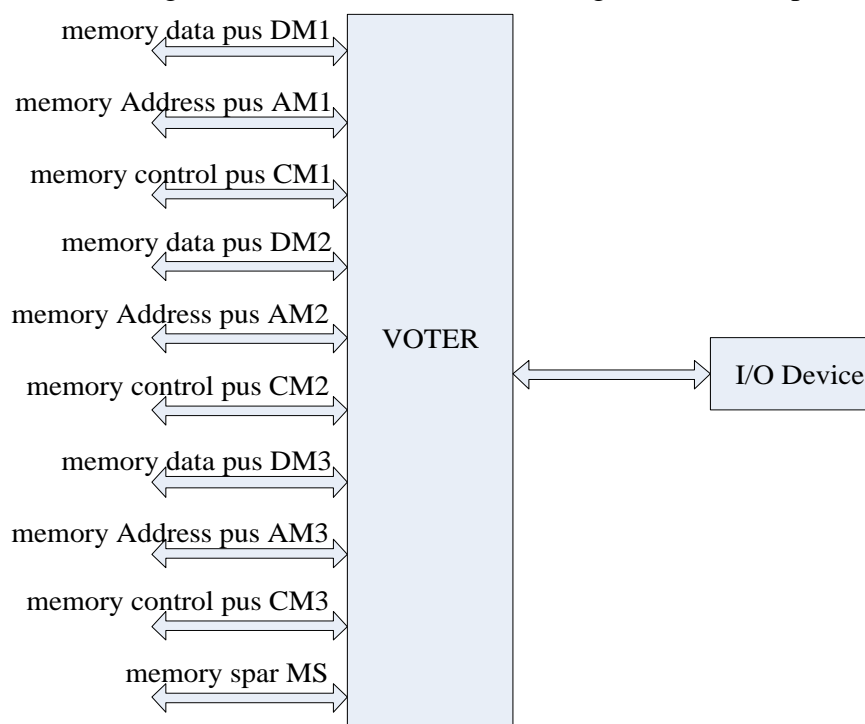 memory data pus DM1
memory Address pus AM1
memory control pus CM1
memory data pus DM2
memory Address pus AM2
VOTER
memory control pus CM2
I/O Device
memory data pus DM3
memory Address pus AM3
memory control pus CM3
memory spar MS